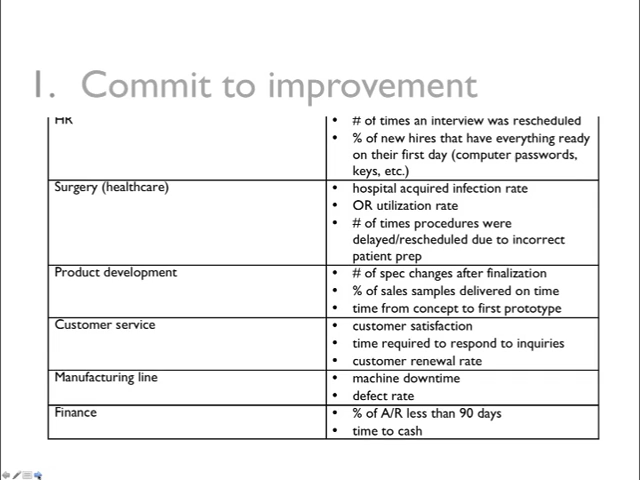 1. Commit to improvement
HR
• # of times an interview was rescheduled
• % of new hires that have everything ready
on their first day (computer passwords,
keys, etc.)
Surgery (healthcare)
• hospital acquired infection rate
• OR utilization rate
• # of times procedures were
delayed/rescheduled due to incorrect
patient prep
Product development
• # of spec changes after finalization
• % of sales samples delivered on time
• time from concept to first prototype
Customer service
• customer satisfaction
• time required to respond to inquiries
• customer renewal rate
Manufacturing line
• machine downtime
• defect rate
Finance
• % of A/R less than 90 days
• time to cash